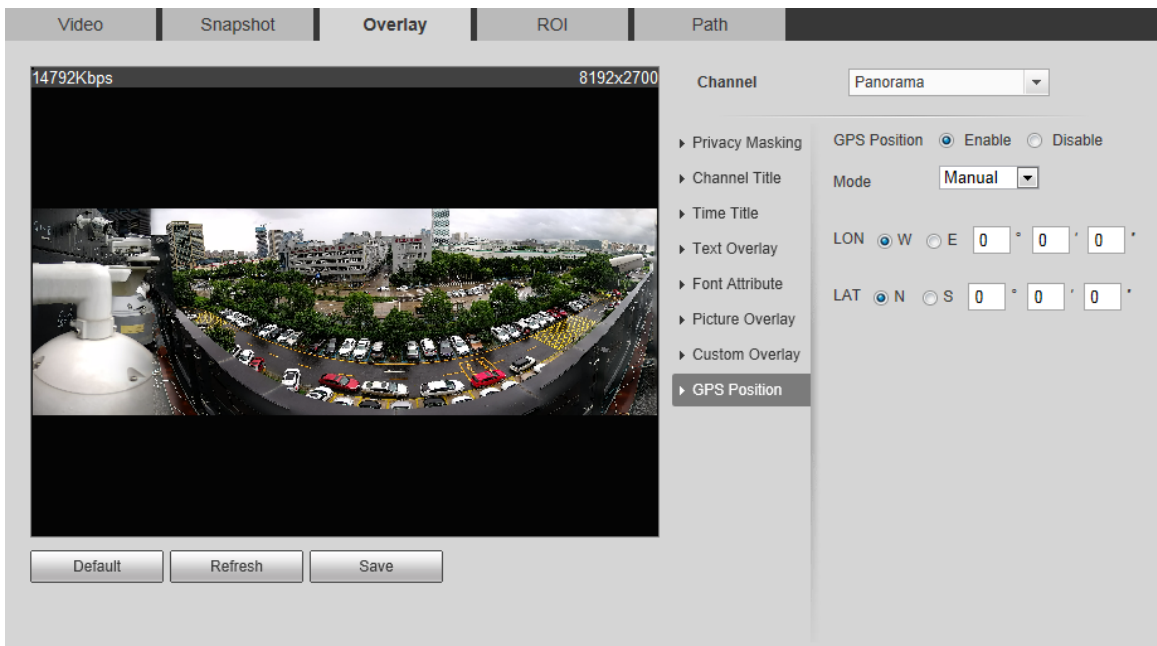 Video Snapshot Overlay ROI Path
14792Kbps 8192x2700
Channel Panorama
Privacy Masking
Channel Title
Time Title
Text Overlay
Font Attribute
Picture Overlay
Custom Overlay
GPS Position
GPS Position Enable Disable
Mode Manual
LON W E 0 ° 0 ′ 0 ″
LAT N S 0 ° 0 ′ 0 ″
Default Refresh Save